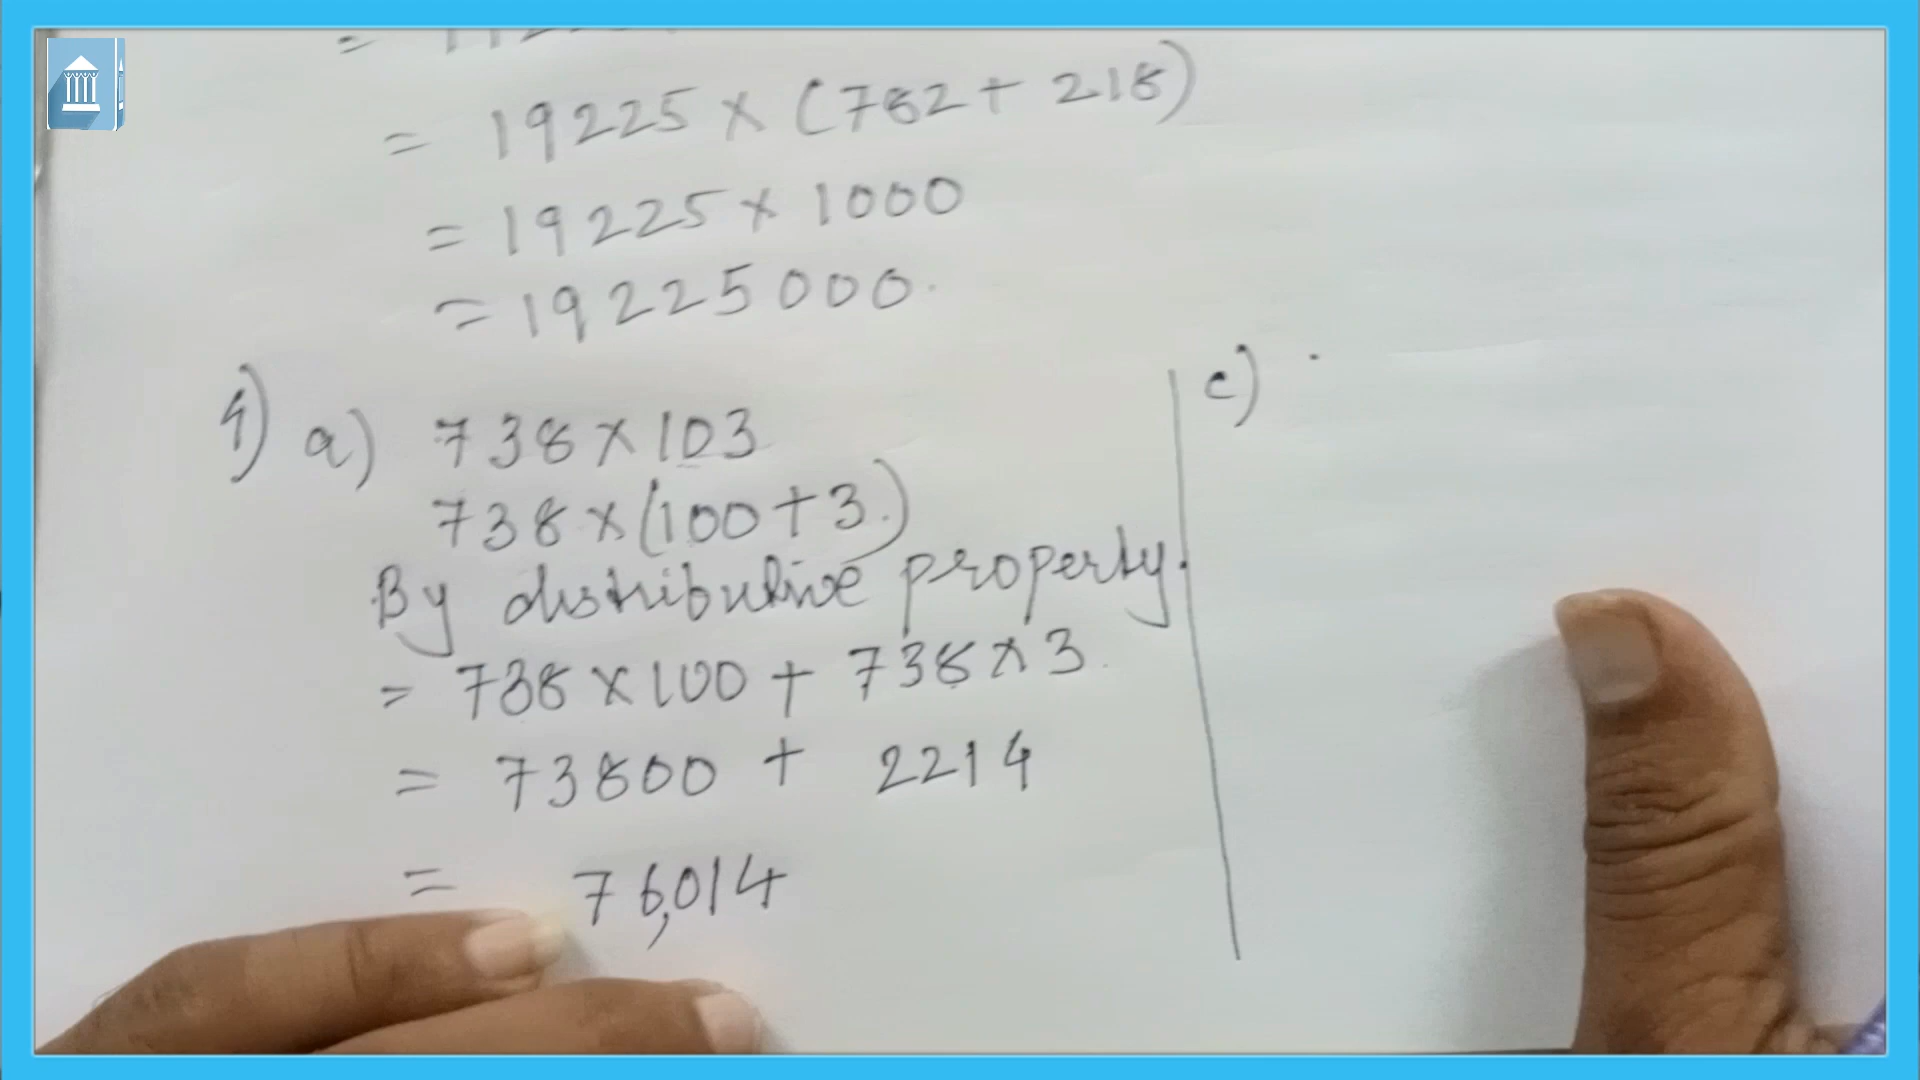 = 19225 × (782 + 218)
= 19225 × 1000
= 19225000.
4) a) 738 × 103
738 × (100 + 3)
By distributive property.
= 738 × 100 + 738 × 3.
= 73800 + 2214
= 76,014
c)